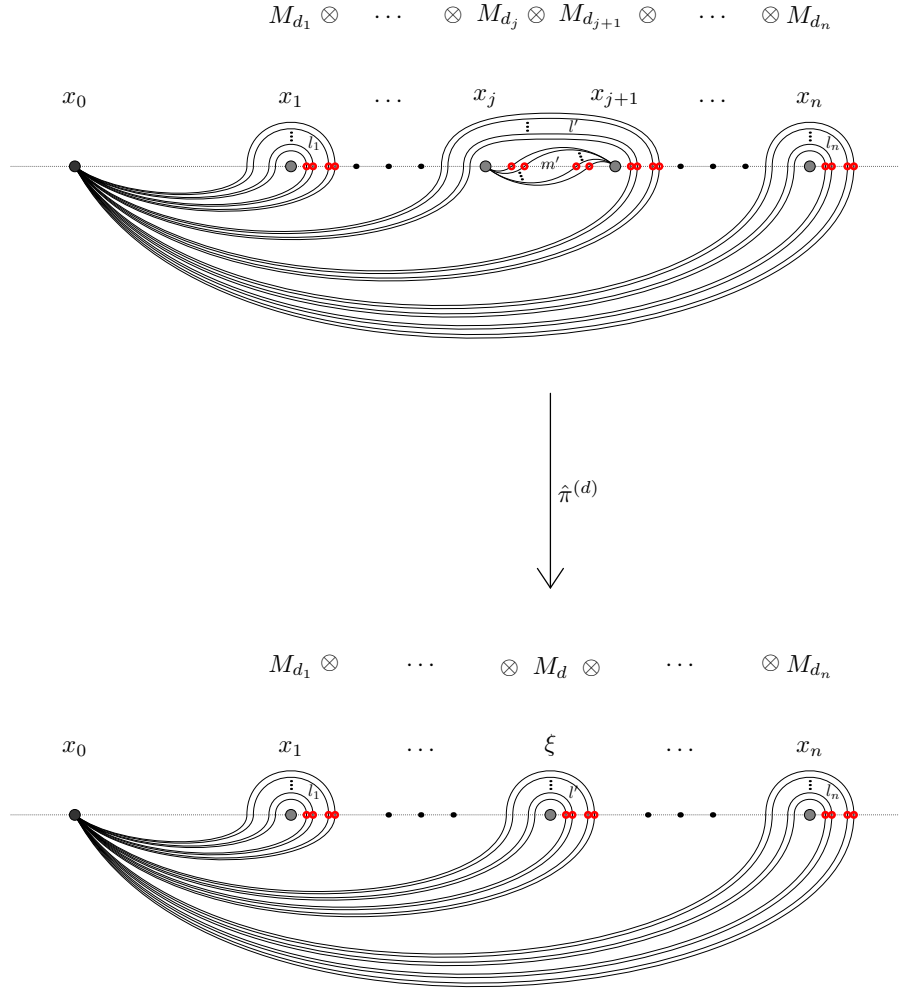 M_{d_1} ⊗ ⋯ ⊗ M_{d_j} ⊗ M_{d_{j+1}} ⊗ ⋯ ⊗ M_{d_n}
x_0 x_1 ⋯ x_j x_{j+1} ⋯ x_n
l_1 l' l_n
m'
π̂^{(d)}
M_{d_1} ⊗ ⋯ ⊗ M_d ⊗ ⋯ ⊗ M_{d_n}
x_0 x_1 ⋯ ξ ⋯ x_n
l_1 l' l_n